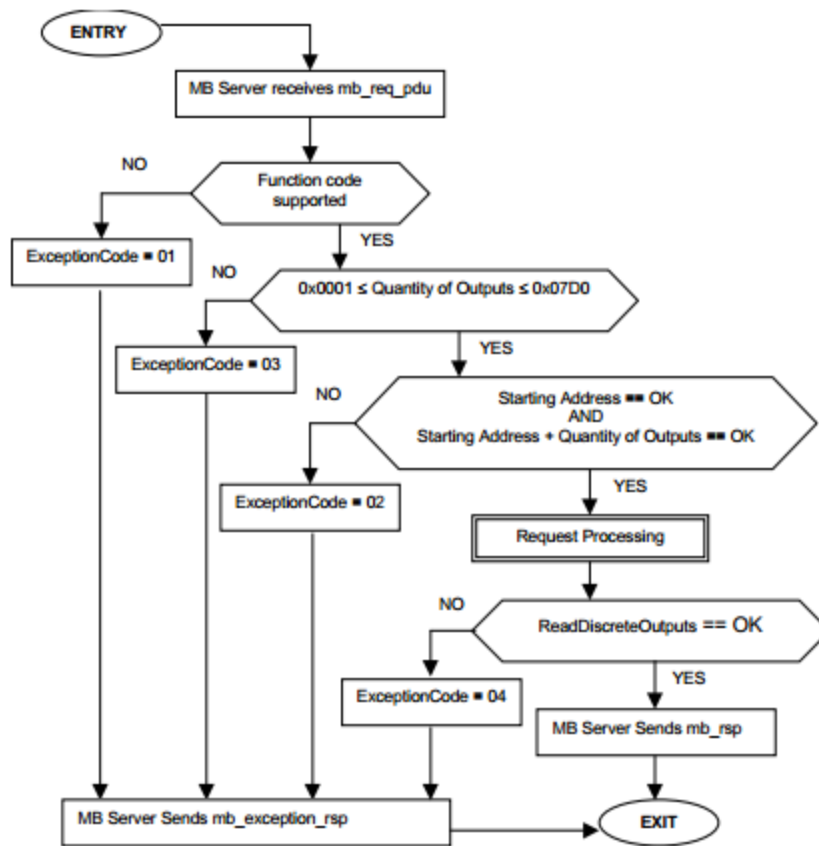 ENTRY
MB Server receives mb_req_pdu
NO
Function code
supported
YES
ExceptionCode = 01
NO
0x0001 ≤ Quantity of Outputs ≤ 0x07D0
YES
ExceptionCode = 03
NO
Starting Address == OK
AND
Starting Address + Quantity of Outputs == OK
YES
ExceptionCode = 02
Request Processing
NO
ReadDiscreteOutputs == OK
YES
ExceptionCode = 04
MB Server Sends mb_rsp
MB Server Sends mb_exception_rsp
EXIT